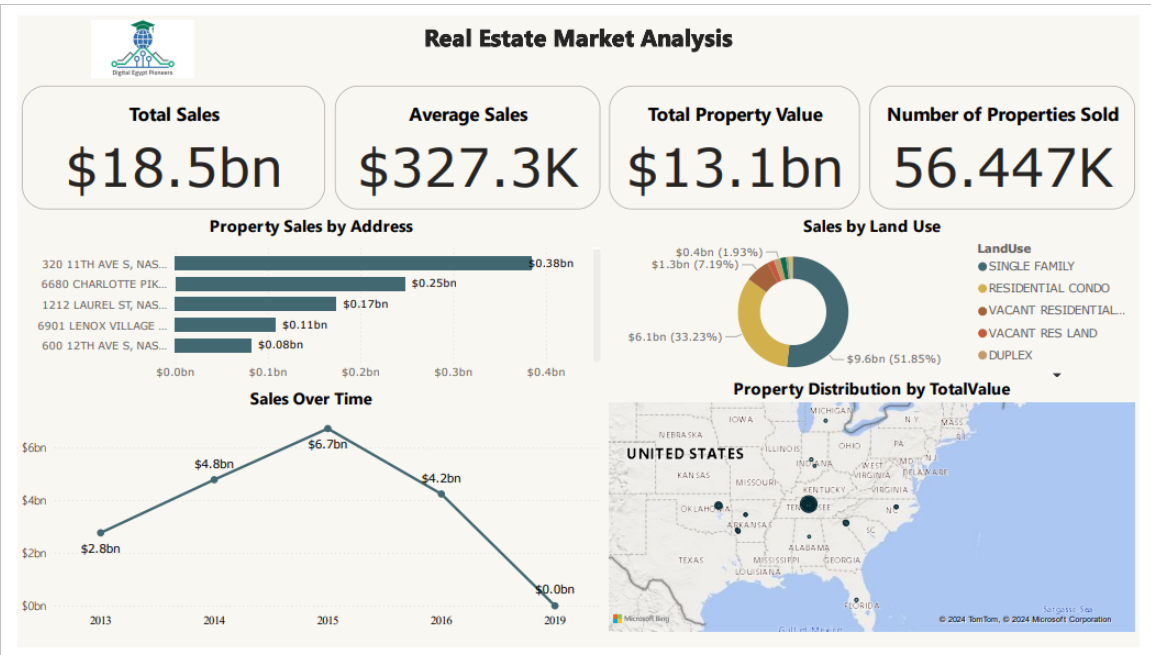 Real Estate Market Analysis
Digital Egypt Pioneers
Total Sales
$18.5bn
Average Sales
$327.3K
Total Property Value
$13.1bn
Number of Properties Sold
56.447K
Property Sales by Address
320 11TH AVE S, NAS...
$0.38bn
6680 CHARLOTTE PIK...
$0.25bn
1212 LAUREL ST, NAS...
$0.17bn
6901 LENOX VILLAGE ...
$0.11bn
600 12TH AVE S, NAS...
$0.08bn
$0.0bn $0.1bn $0.2bn $0.3bn $0.4bn
Sales by Land Use
$0.4bn (1.93%)
$1.3bn (7.19%)
$6.1bn (33.23%)
$9.6bn (51.85%)
LandUse
SINGLE FAMILY
RESIDENTIAL CONDO
VACANT RESIDENTIAL...
VACANT RES LAND
DUPLEX
Sales Over Time
$6bn
$4bn
$2bn
$0bn
$2.8bn
$4.8bn
$6.7bn
$4.2bn
$0.0bn
2013 2014 2015 2016 2019
Property Distribution by TotalValue
MICHIGAN
IOWA
NY
MASS
NEBRASKA
PA
OHIO
ILLINOIS
NJ
UNITED STATES
MD
DELAWARE
WEST
VIRGINIA
KANSAS
MISSOURI
KENTUCKY
VIRGINIA
NC
ARKANSAS
SC
ALABAMA
TEXAS
MISSISSIPPI
GEORGIA
LOUISIANA
FLORIDA
Sargasso Sea
Gulf of Mexico
Microsoft Bing
© 2024 TomTom, © 2024 Microsoft Corporation